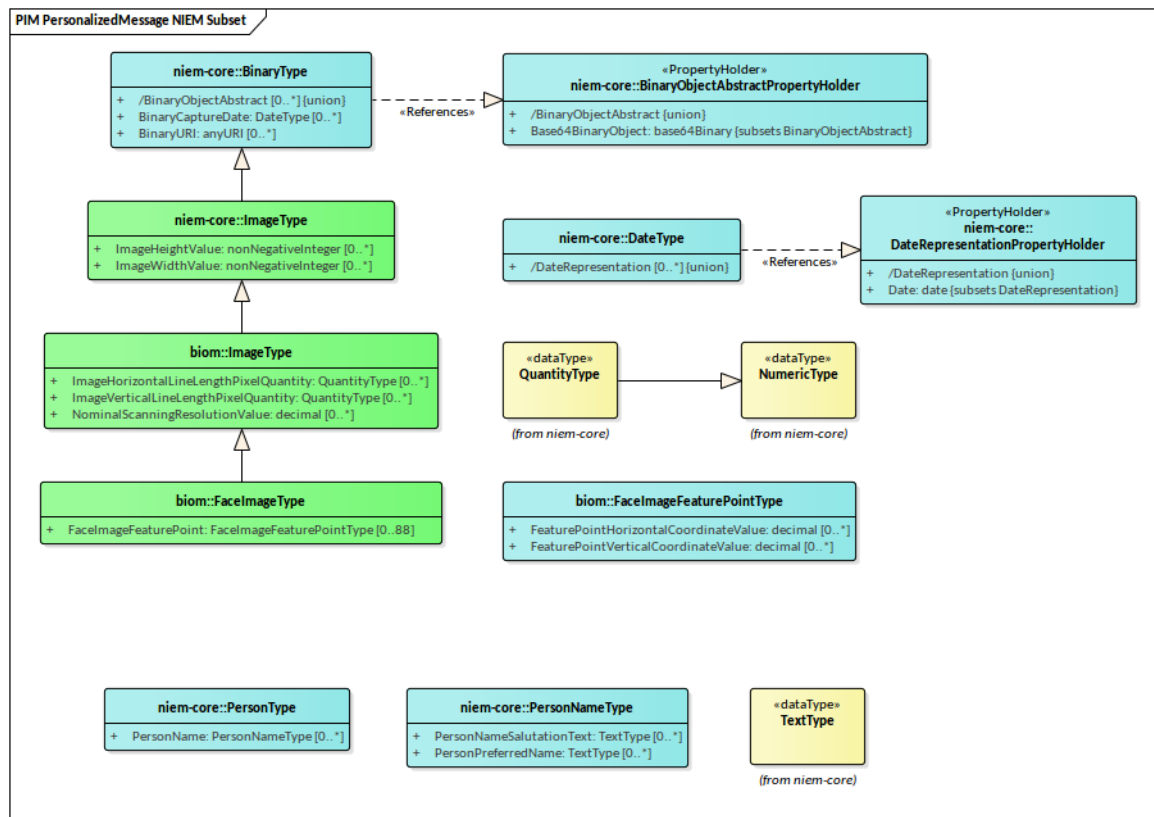 PIM PersonalizedMessage NIEM Subset
niem-core::BinaryType
+ /BinaryObjectAbstract [0..*] {union}
+ BinaryCaptureDate: DateType [0..*]
+ BinaryURI: anyURI [0..*]
«References»
«PropertyHolder»
niem-core::BinaryObjectAbstractPropertyHolder
+ /BinaryObjectAbstract {union}
+ Base64BinaryObject: base64Binary {subsets BinaryObjectAbstract}
niem-core::ImageType
+ ImageHeightValue: nonNegativeInteger [0..*]
+ ImageWidthValue: nonNegativeInteger [0..*]
niem-core::DateType
+ /DateRepresentation [0..*] {union}
«References»
«PropertyHolder»
niem-core::
DateRepresentationPropertyHolder
+ /DateRepresentation {union}
+ Date: date {subsets DateRepresentation}
biom::ImageType
+ ImageHorizontalLineLengthPixelQuantity: QuantityType [0..*]
+ ImageVerticalLineLengthPixelQuantity: QuantityType [0..*]
+ NominalScanningResolutionValue: decimal [0..*]
«dataType»
QuantityType
(from niem-core)
«dataType»
NumericType
(from niem-core)
biom::FaceImageType
+ FaceImageFeaturePoint: FaceImageFeaturePointType [0..88]
biom::FaceImageFeaturePointType
+ FeaturePointHorizontalCoordinateValue: decimal [0..*]
+ FeaturePointVerticalCoordinateValue: decimal [0..*]
niem-core::PersonType
+ PersonName: PersonNameType [0..*]
niem-core::PersonNameType
+ PersonNameSalutationText: TextType [0..*]
+ PersonPreferredName: TextType [0..*]
«dataType»
TextType
(from niem-core)